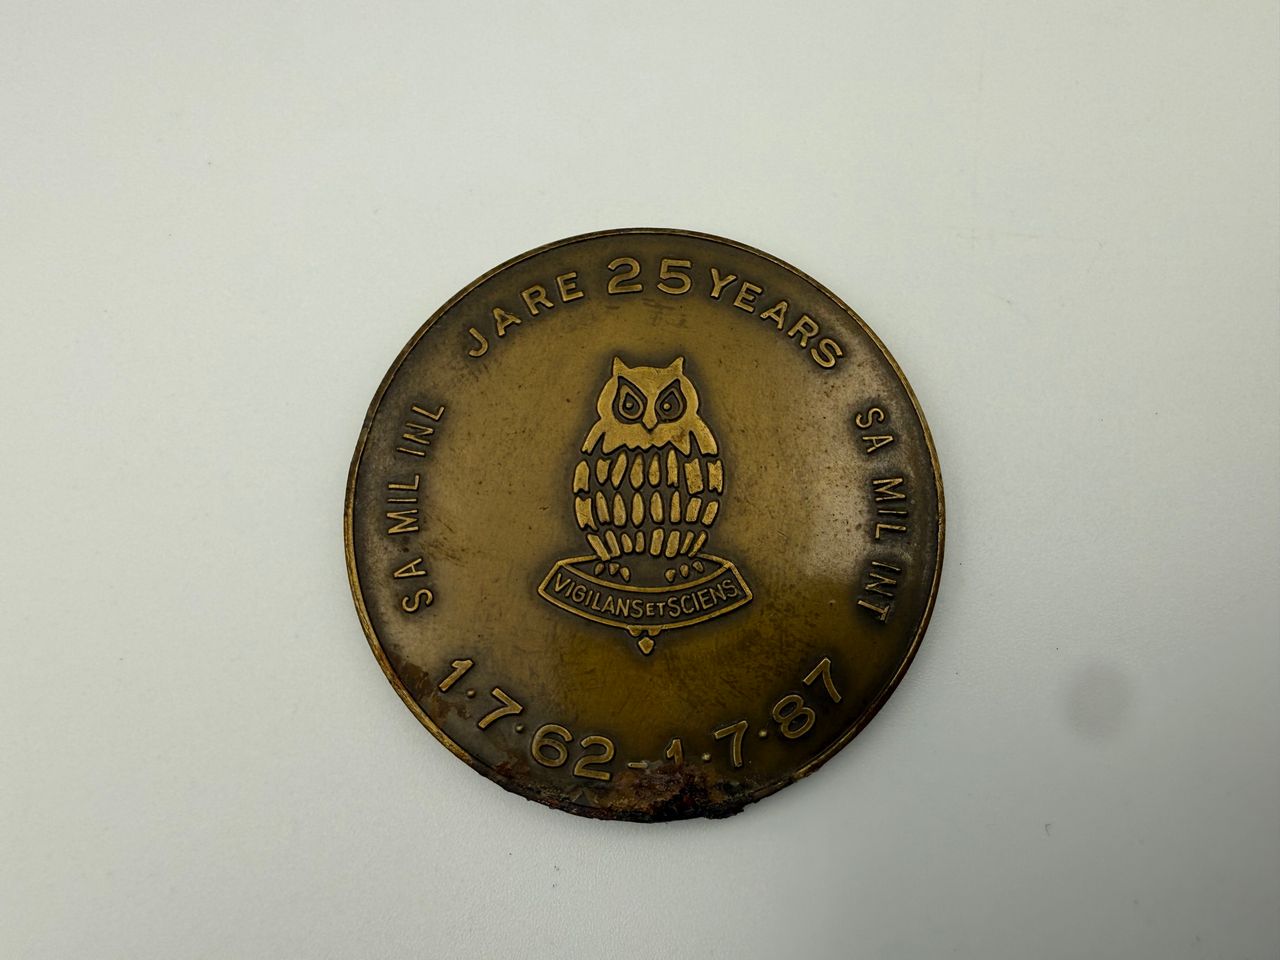 JARE 25 YEARS
SA MIL INL
SA MIL INT
VIGILANS ET SCIENS
1·7·62-1·7·87